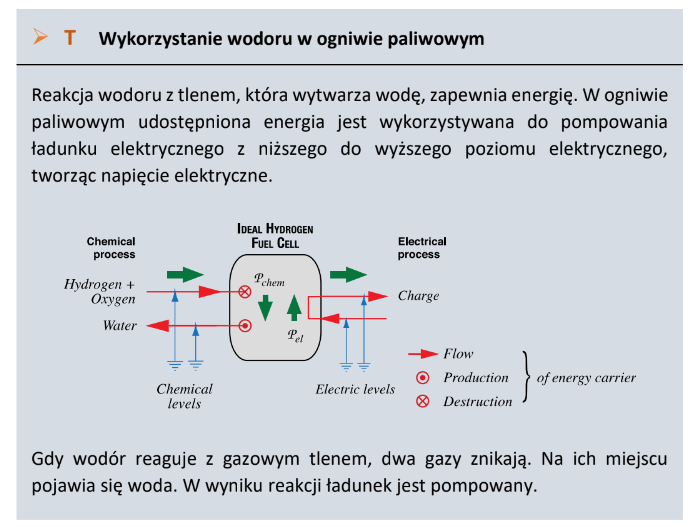 ➢ T Wykorzystanie wodoru w ogniwie paliwowym
Reakcja wodoru z tlenem, która wytwarza wodę, zapewnia energię. W ogniwie
paliwowym udostępniona energia jest wykorzystywana do pompowania
ładunku elektrycznego z niższego do wyższego poziomu elektrycznego,
tworząc napięcie elektryczne.
IDEAL HYDROGEN
FUEL CELL
Chemical
process
Electrical
process
Hydrogen +
Oxygen
Water
𝒫chem
𝒫el
Charge
Chemical
levels
Electric levels
Flow
Production
Destruction
of energy carrier
Gdy wodór reaguje z gazowym tlenem, dwa gazy znikają. Na ich miejscu
pojawia się woda. W wyniku reakcji ładunek jest pompowany.